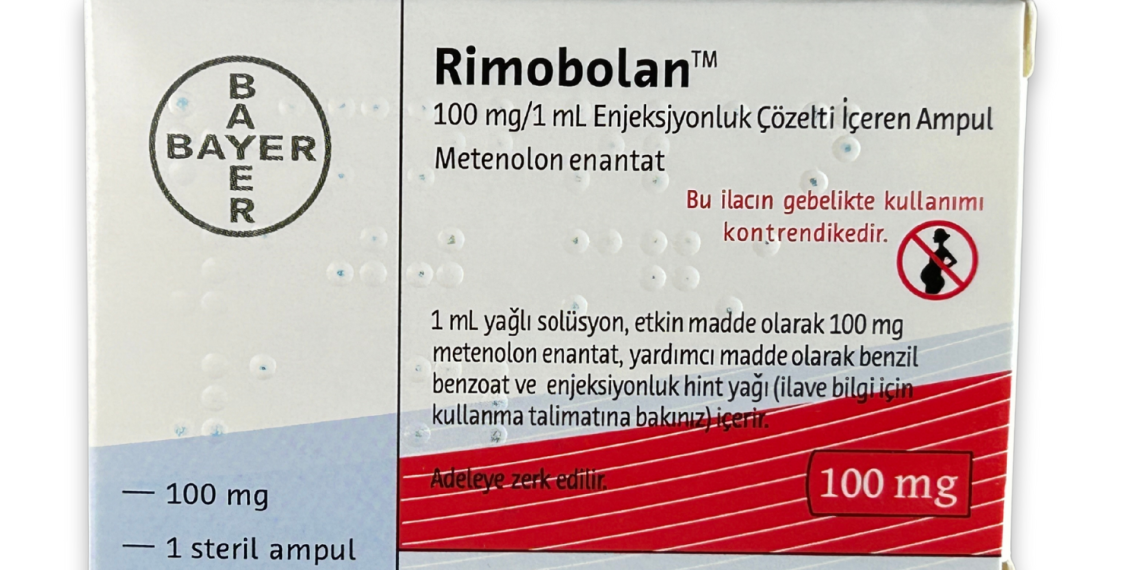 BAYER
BAYER
Rimobolan™
100 mg/1 mL Enjeksjyonluk Çözelti İçeren Ampul
Metenolon enantat
Bu ilacın gebelikte kullanımı
kontrendikedir.
1 mL yağlı solüsyon, etkin madde olarak 100 mg
metenolon enantat, yardımcı madde olarak benzil
benzoat ve enjeksiyonluk hint yağı (ilave bilgi için
kullanma talimatına bakınız) içerir.
Adeleye zerk edilir.
100 mg
— 100 mg
— 1 steril ampul